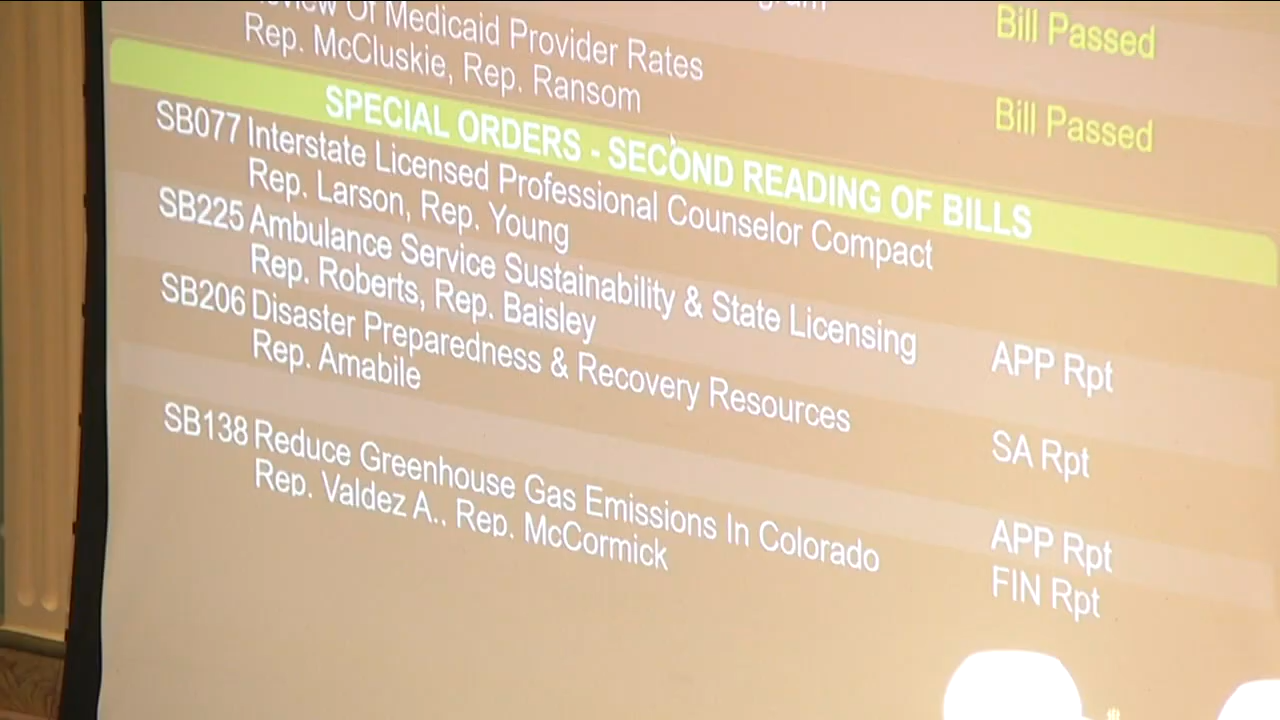 Of Medicaid Provider Rates
Rep. McCluskie, Rep. Ransom
Bill Passed
Bill Passed
SPECIAL ORDERS - SECOND READING OF BILLS
SB077 Interstate Licensed Professional Counselor Compact
Rep. Larson, Rep. Young
SB225 Ambulance Service Sustainability & State Licensing
Rep. Roberts, Rep. Baisley
APP Rpt
SB206 Disaster Preparedness & Recovery Resources
Rep. Amabile
SA Rpt
SB138 Reduce Greenhouse Gas Emissions In Colorado
Rep. Valdez A., Rep. McCormick
APP Rpt
FIN Rpt